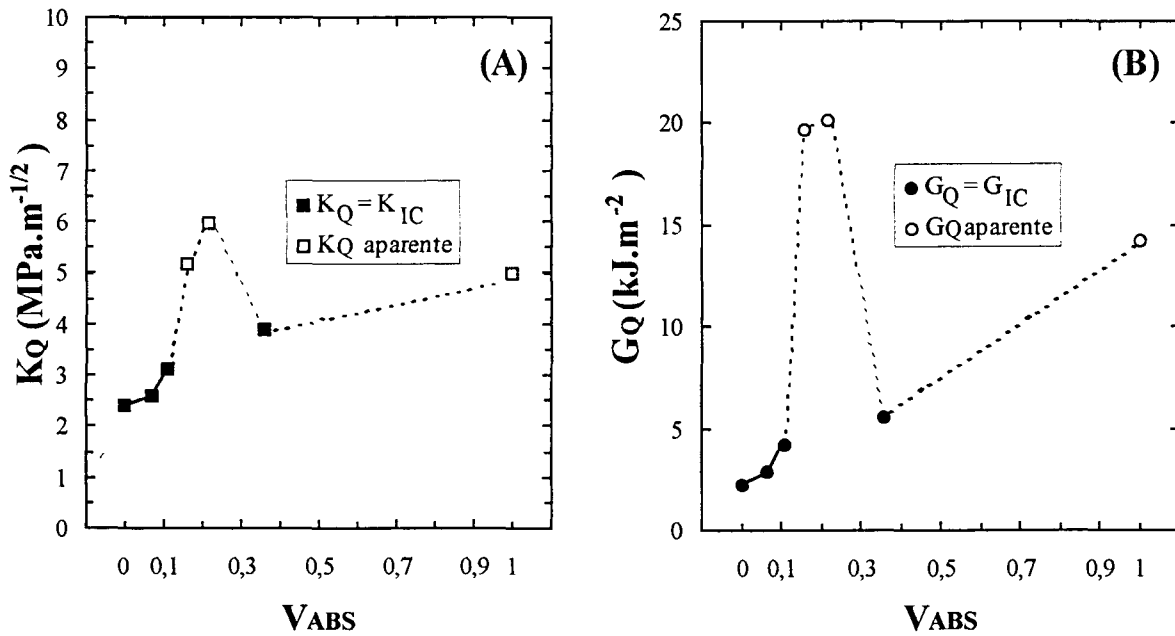 (A)
KQ (MPa.m-1/2)
10
9
8
7
6
5
4
3
2
1
0
KQ = KIC
KQ aparente
0 0,1 0,3 0,5 0,7 0,9 1
VABS
(B)
GQ (kJ.m-2)
25
20
15
10
5
0
GQ = GIC
GQ aparente
0 0,1 0,3 0,5 0,7 0,9 1
VABS